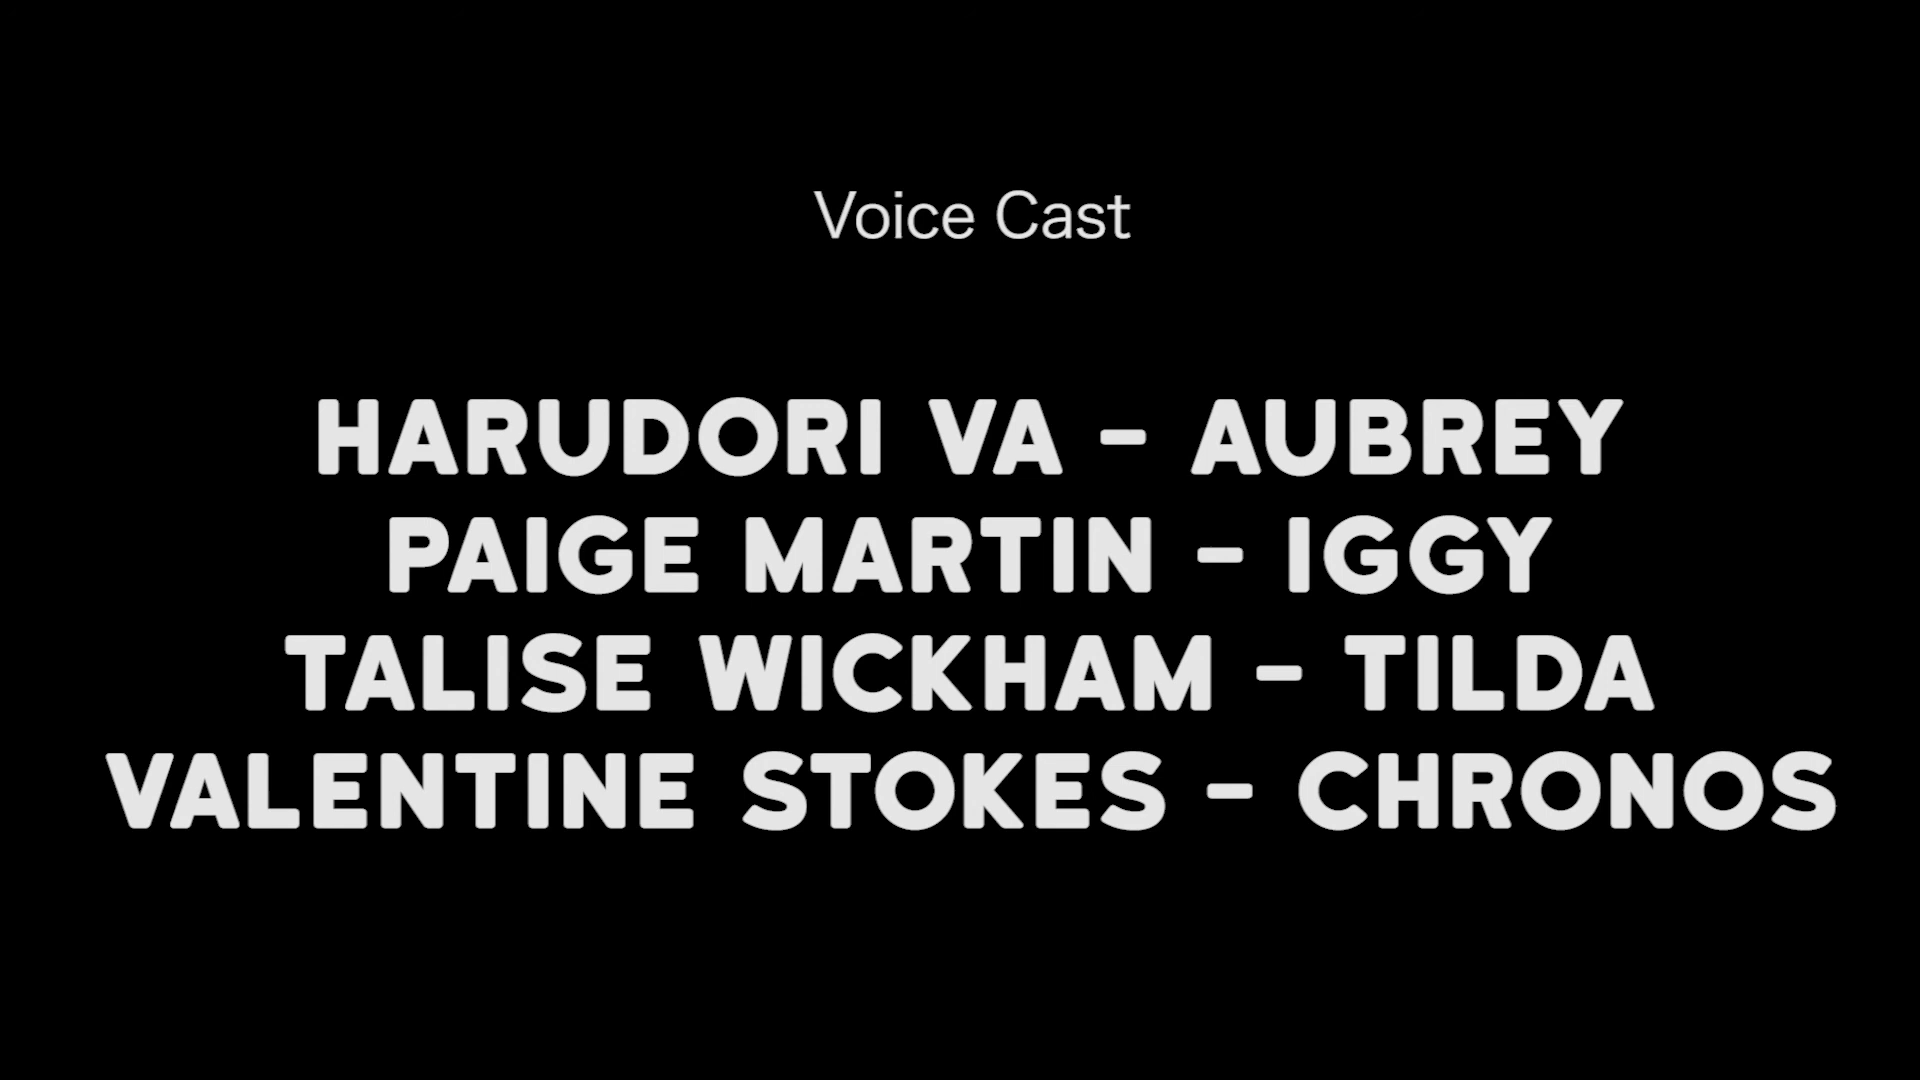 Voice Cast
HARUDORI VA - AUBREY
PAIGE MARTIN - IGGY
TALISE WICKHAM - TILDA
VALENTINE STOKES - CHRONOS